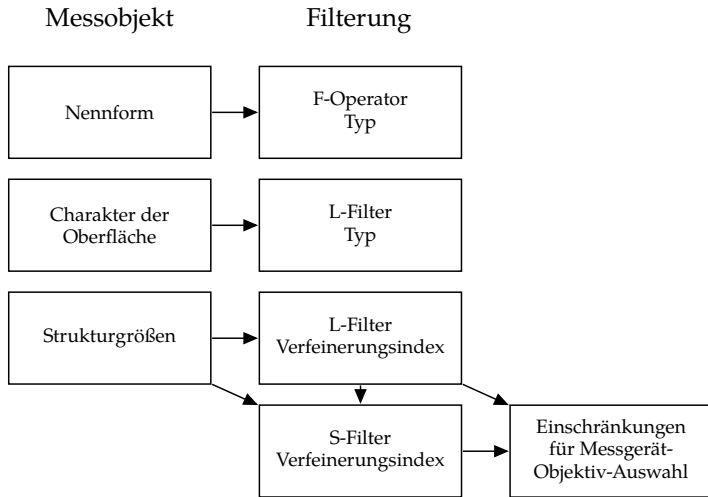 Messobjekt
Filterung
Nennform
F-Operator
Typ
Charakter der
Oberfläche
L-Filter
Typ
Strukturgrößen
L-Filter
Verfeinerungsindex
S-Filter
Verfeinerungsindex
Einschränkungen
für Messgerät-
Objektiv-Auswahl